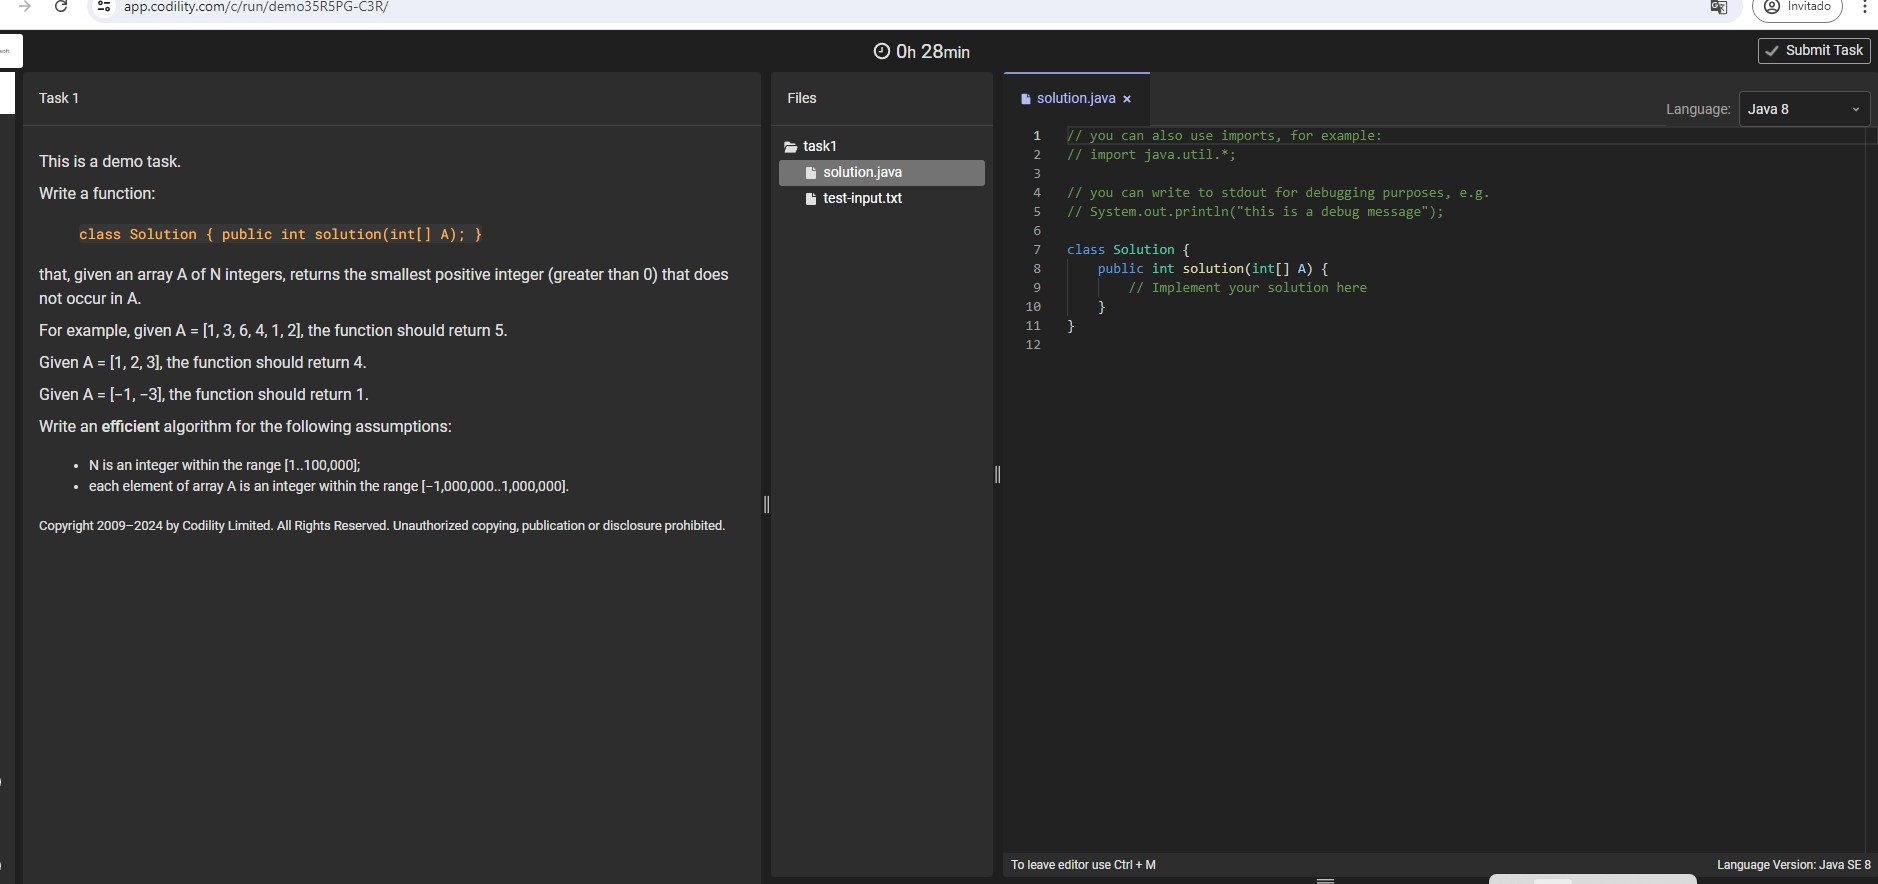 app.codility.com/c/run/demo35R5PG-C3R/
Invitado
0h 28min
Submit Task
Task 1
This is a demo task.
Write a function:
class Solution { public int solution(int[] A); }
that, given an array A of N integers, returns the smallest positive integer (greater than 0) that does
not occur in A.
For example, given A = [1, 3, 6, 4, 1, 2], the function should return 5.
Given A = [1, 2, 3], the function should return 4.
Given A = [−1, −3], the function should return 1.
Write an efficient algorithm for the following assumptions:
• N is an integer within the range [1..100,000];
• each element of array A is an integer within the range [−1,000,000..1,000,000].
Copyright 2009–2024 by Codility Limited. All Rights Reserved. Unauthorized copying, publication or disclosure prohibited.
Files
task1
solution.java
test-input.txt
solution.java ×
Language: Java 8
1 // you can also use imports, for example:
2 // import java.util.*;
3
4 // you can write to stdout for debugging purposes, e.g.
5 // System.out.println("this is a debug message");
6
7 class Solution {
8 public int solution(int[] A) {
9 // Implement your solution here
10 }
11 }
12
To leave editor use Ctrl + M
Language Version: Java SE 8